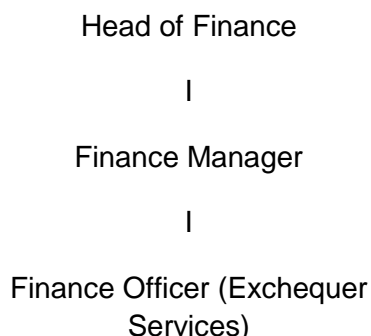 Head of Finance
I
Finance Manager
I
Finance Officer (Exchequer
Services)